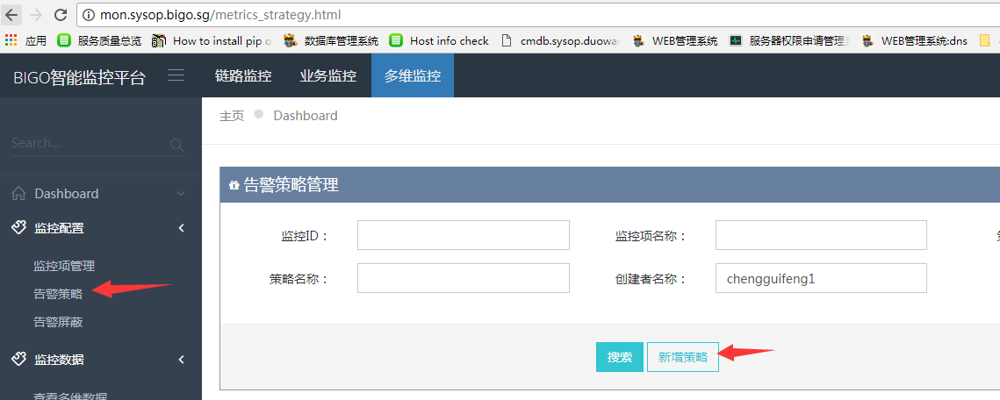 mon.sysop.bigo.sg/metrics_strategy.html
应用 服务质量总览 How to install pip o 数据库管理系统 Host info check cmdb.sysop.duowa WEB管理系统 服务器权限申请管理 WEB管理系统:dns
BIGO智能监控平台 链路监控 业务监控 多维监控
主页 Dashboard
Search...
Dashboard
告警策略管理
监控配置
监控ID： 监控项名称：
监控项管理
策略名称： 创建者名称： chengguifeng1
告警策略
告警屏蔽
监控数据
搜索 新增策略
查看多维数据